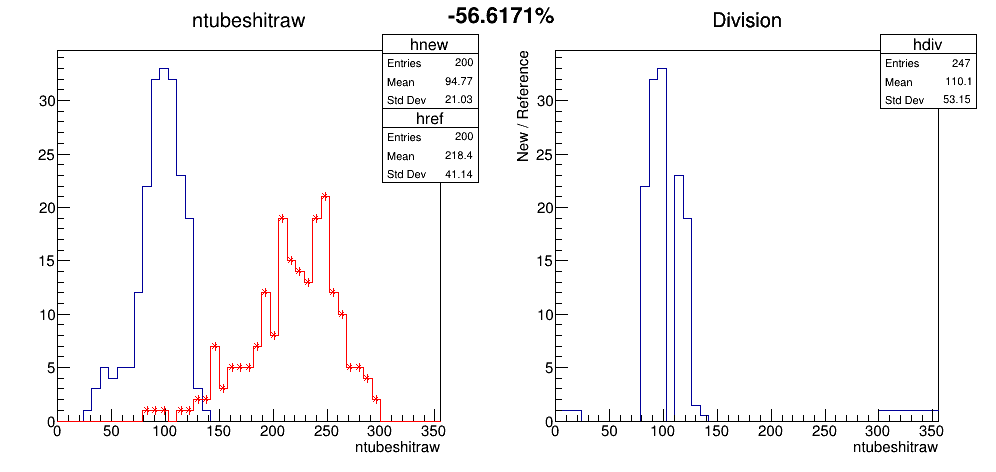 -56.6171%
ntubeshitraw
hnew
Entries 200
Mean 94.77
Std Dev 21.03
href
Entries 200
Mean 218.4
Std Dev 41.14
30
25
20
15
10
5
0
0 50 100 150 200 250 300 350
ntubeshitraw
Division
hdiv
Entries 247
Mean 110.1
Std Dev 53.15
New / Reference
30
25
20
15
10
5
0
0 50 100 150 200 250 300 350
ntubeshitraw